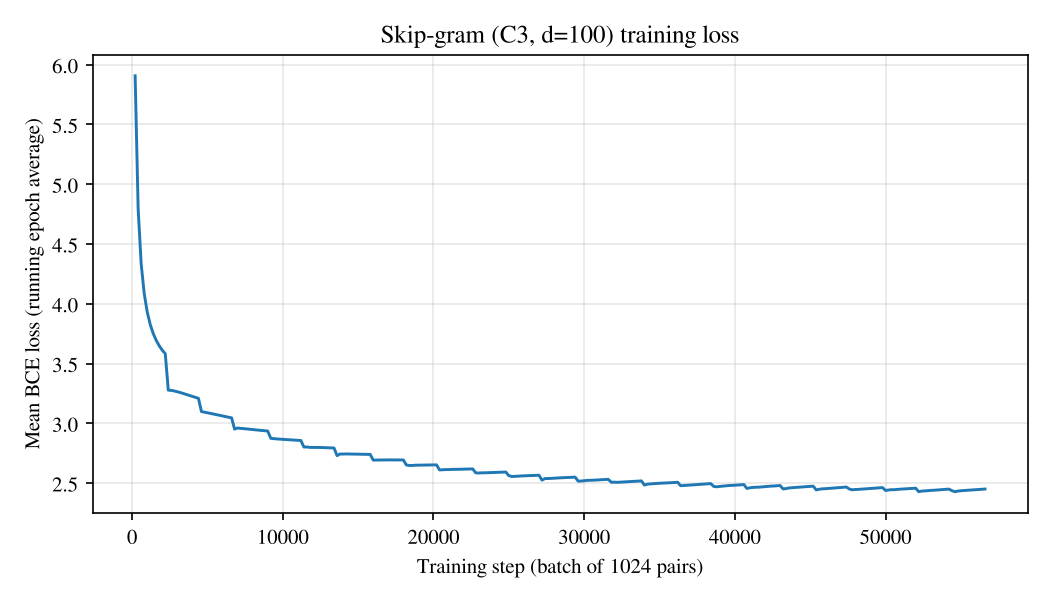 Skip-gram (C3, d=100) training loss
Mean BCE loss (running epoch average)
6.0
5.5
5.0
4.5
4.0
3.5
3.0
2.5
0 10000 20000 30000 40000 50000
Training step (batch of 1024 pairs)